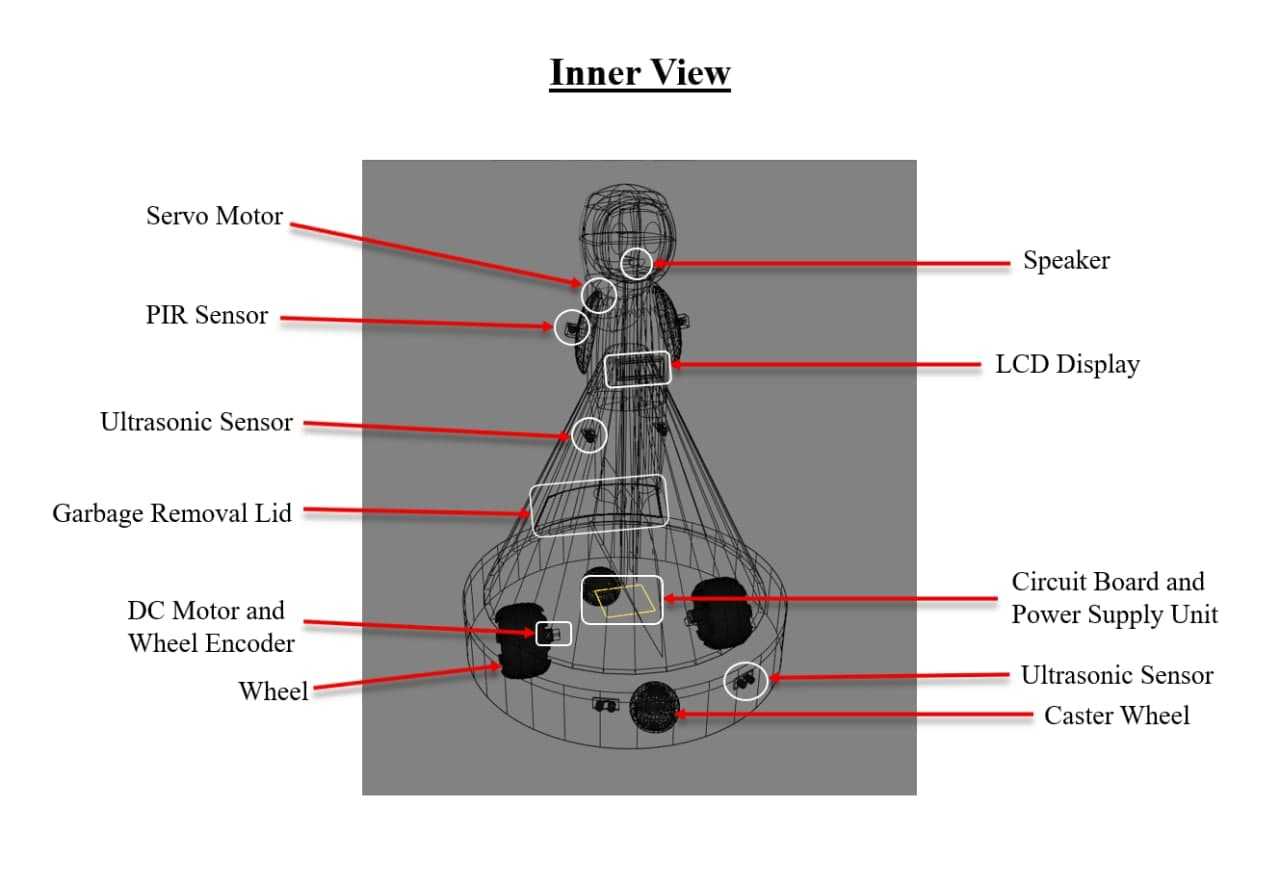 Inner View
Servo Motor
PIR Sensor
Ultrasonic Sensor
Garbage Removal Lid
DC Motor and
Wheel Encoder
Wheel
Speaker
LCD Display
Circuit Board and
Power Supply Unit
Ultrasonic Sensor
Caster Wheel